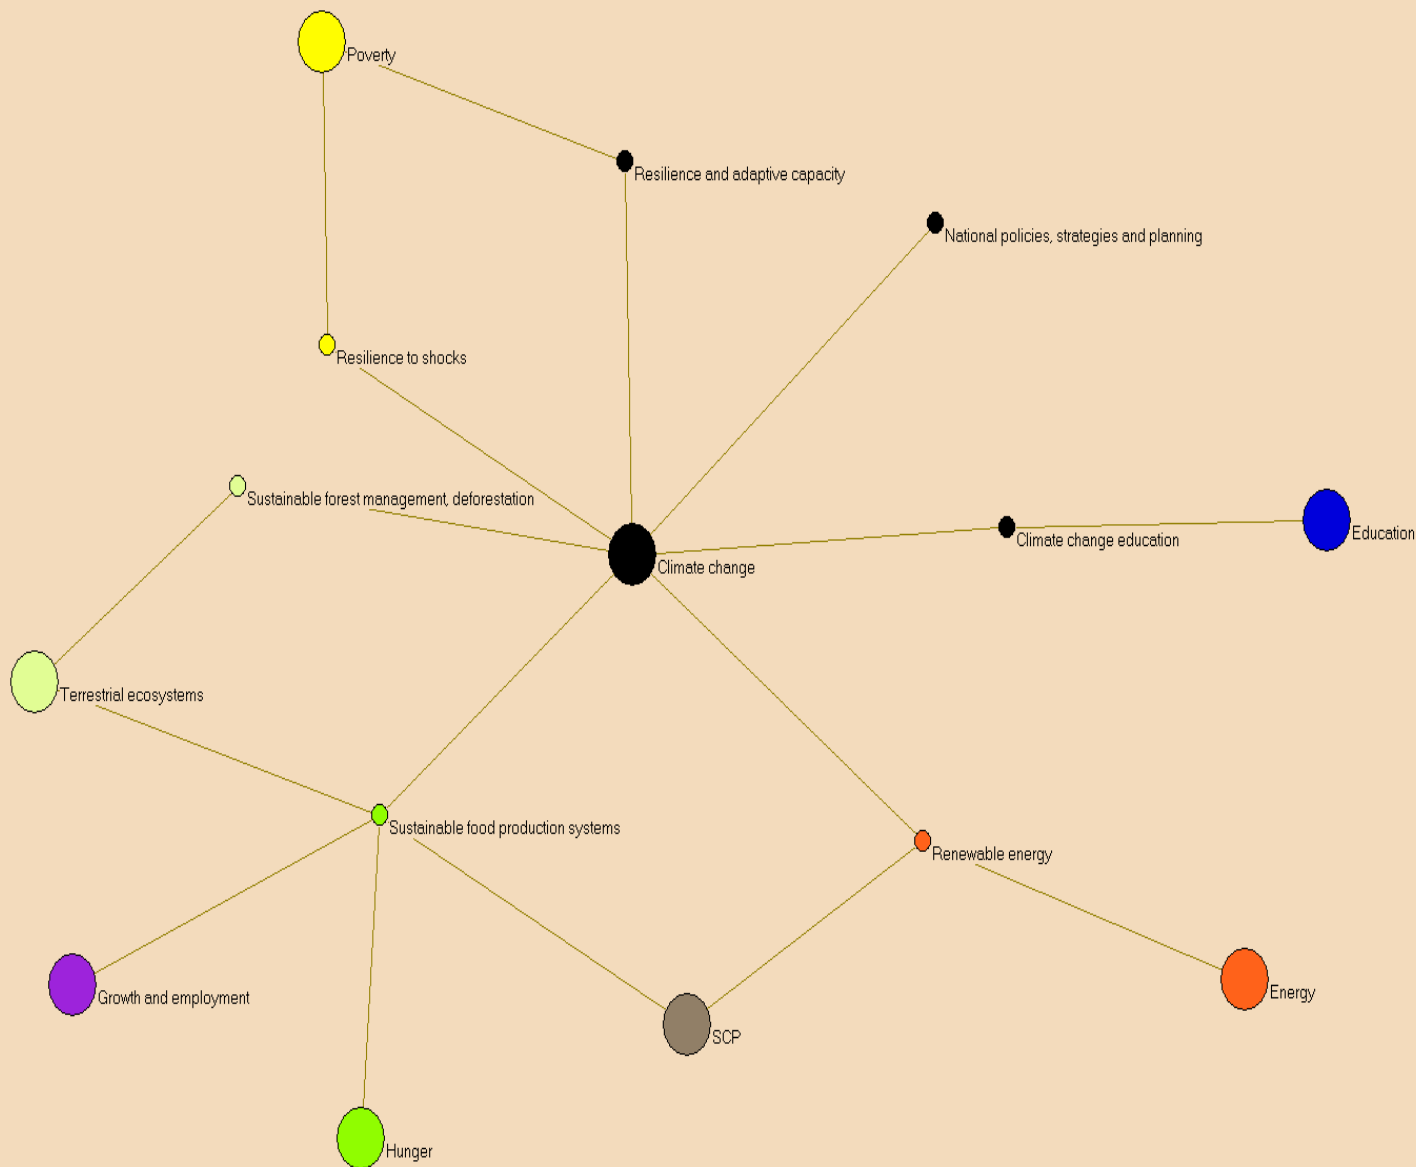 Poverty
Resilience and adaptive capacity
National policies, strategies and planning
Resilience to shocks
Sustainable forest management, deforestation
Education
Climate change education
Climate change
Terrestrial ecosystems
Sustainable food production systems
Renewable energy
Energy
Growth and employment
SCP
Hunger